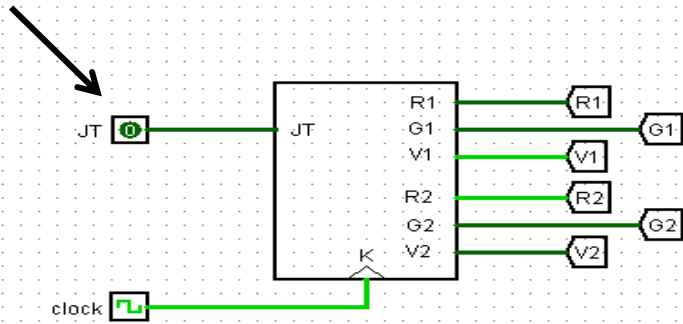 R1 R1
JT 0 JT G1 G1
V1 V1
R2 R2
G2 G2
K V2 V2
clock